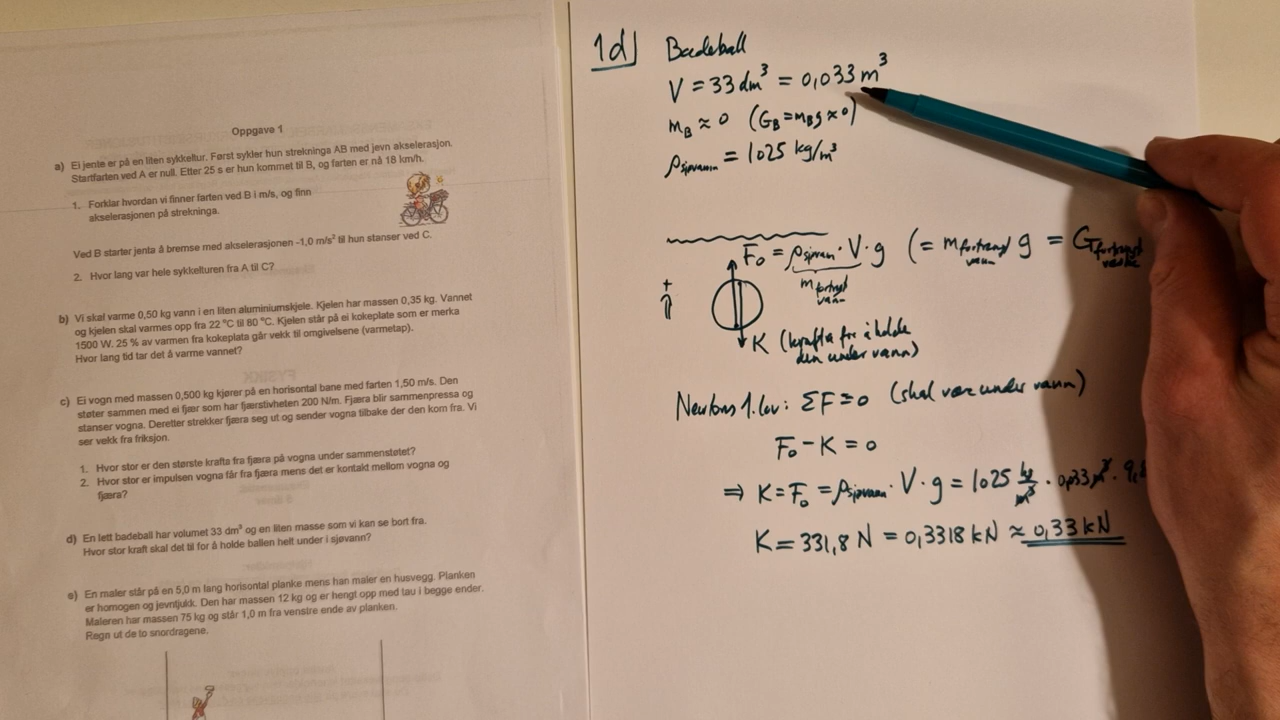 Oppgave 1
a) Ei jente er på en liten sykkeltur. Først sykler hun strekninga AB med jevn akselerasjon.
Startfarten ved A er null. Etter 25 s er hun kommet til B, og farten er nå 18 km/h.
1. Forklar hvordan vi finner farten ved B i m/s, og finn
akselerasjonen på strekninga.
Ved B starter jenta å bremse med akselerasjonen -1,0 m/s² til hun stanser ved C.
2. Hvor lang var hele sykkelturen fra A til C?
b) Vi skal varme 0,50 kg vann i en liten aluminiumskjele. Kjelen har massen 0,35 kg. Vannet
og kjelen skal varmes opp fra 22 °C til 80 °C. Kjelen står på ei kokeplate som er merka
1500 W. 25 % av varmen fra kokeplata går vekk til omgivelsene (varmetap).
Hvor lang tid tar det å varme vannet?
c) Ei vogn med massen 0,500 kg kjører på en horisontal bane med farten 1,50 m/s. Den
støter sammen med ei fjær som har fjærstivheten 200 N/m. Fjæra blir sammenpressa og
stanser vogna. Deretter strekker fjæra seg ut og sender vogna tilbake der den kom fra. Vi
ser vekk fra friksjon.
1. Hvor stor er den største krafta fra fjæra på vogna under sammenstøtet?
2. Hvor stor er impulsen vogna får fra fjæra mens det er kontakt mellom vogna og
fjæra?
d) En lett badeball har volumet 33 dm³ og en liten masse som vi kan se bort fra.
Hvor stor kraft skal det til for å holde ballen helt under i sjøvann?
e) En maler står på en 5,0 m lang horisontal planke mens han maler en husvegg. Planken
er homogen og jevntjukk. Den har massen 12 kg og er hengt opp med tau i begge ender.
Maleren har massen 75 kg og står 1,0 m fra venstre ende av planken.
Regn ut de to snordragene.
1d) Badeball
V = 33 dm³ = 0,033 m³
m_B ≈ 0 (G_B = m_B g ≈ 0)
ρ_sjøvann = 1025 kg/m³
F_o = ρ_sjøvann · V · g (= m_fortrengt vann g = G_fortrengt væske
m_fortrengt vann
+
K (krafta for å holde
den under vann)
Newtons 1. lov: ΣF = 0 (skal være under vann)
F_o - K = 0
⇒ K = F_o = ρ_sjøvann · V · g = 1025 kg/m³ · 0,033 m³ · 9,8
K = 331,8 N = 0,3318 kN ≈ 0,33 kN